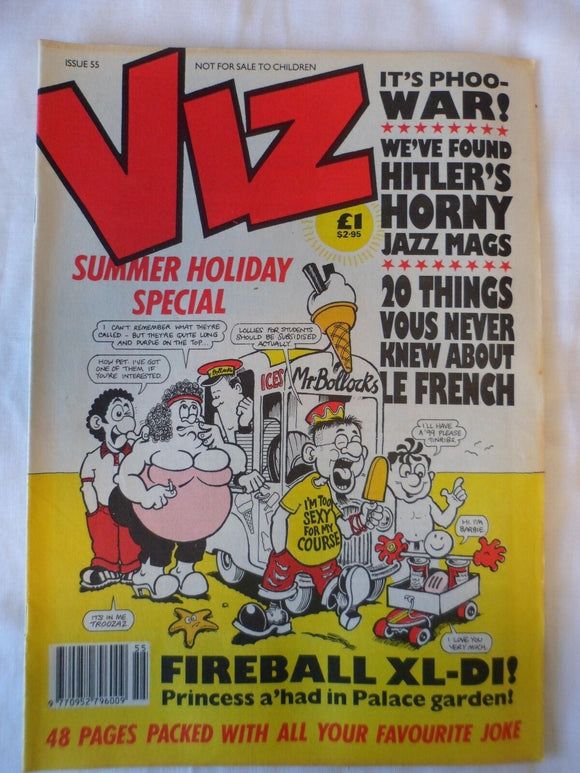 ISSUE 55
NOT FOR SALE TO CHILDREN
VIZ
£1
$2·95
SUMMER HOLIDAY
SPECIAL
IT'S PHOO-
WAR!
WE'VE FOUND
HITLER'S
HORNY
JAZZ MAGS
20 THINGS
VOUS NEVER
KNEW ABOUT
LE FRENCH
I CAN'T REMEMBER WHAT THEY'RE
CALLED - BUT THEY'RE QUITE LONG
AND PURPLE ON THE TOP...
LOLLIES FOR STUDENTS
SHOULD BE SUBSIDISED
ACTUALLY
HOW PET. I'VE GOT
ONE OF THEM, IF
YOU'RE INTERESTED.
Bollocks
ICES
Mr. Bollocks
I'LL HAVE
A '99 PLEASE
TINRIBS.
I'M TOO
SEXY
FOR MY
COURSE
HI. I'M
BARBIE.
IT'S IN ME
TROOZAZ
I LOVE YOU
VERY MUCH.
55
9 770952 796009
FIREBALL XL-DI!
Princess a'had in Palace garden!
48 PAGES PACKED WITH ALL YOUR FAVOURITE JOKE